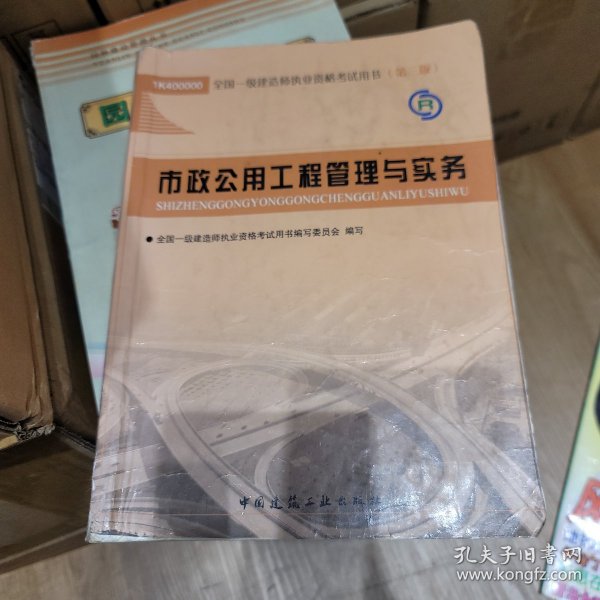 1K400000 全国一级建造师执业资格考试用书(第二版)
R
市政公用工程管理与实务
SHIZHENGGONGYONGGONGCHENGGUANLIYUSHIWU
●全国一级建造师执业资格考试用书编写委员会 编写
中国建筑工业出版社
孔夫子旧书网
www.kongfz.com